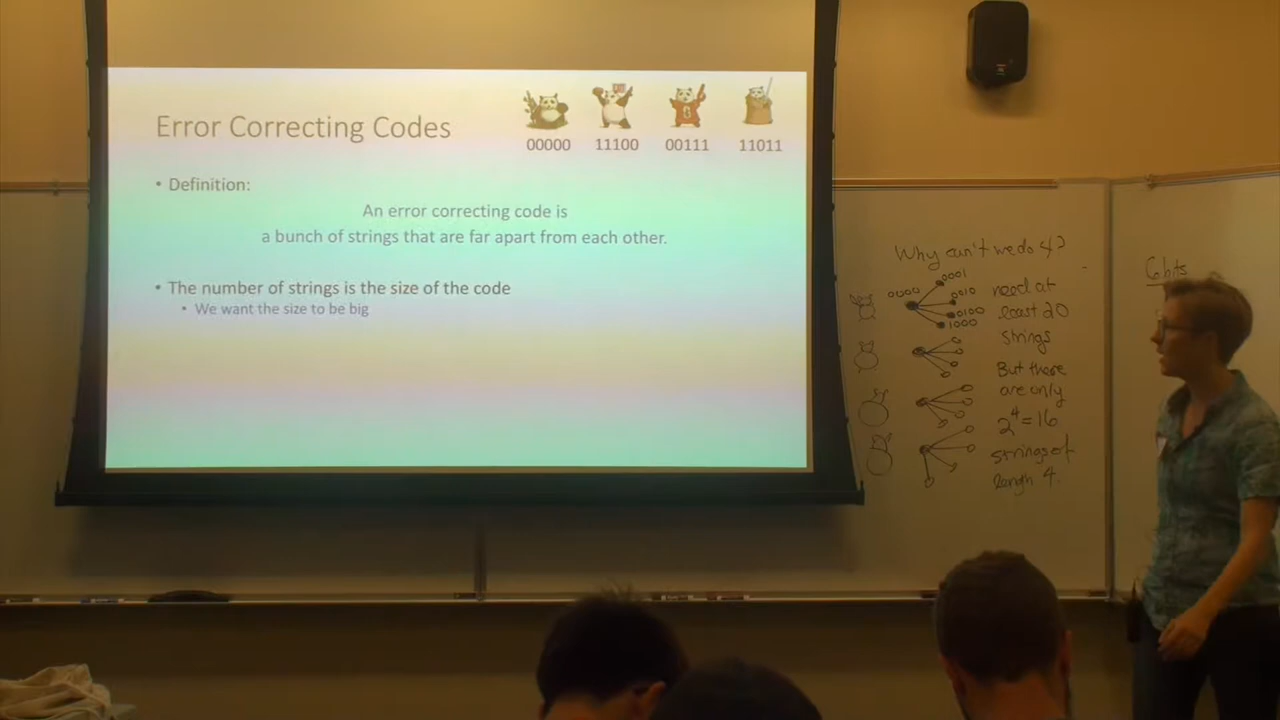 Error Correcting Codes
00000 11100 00111 11011
• Definition:
An error correcting code is
a bunch of strings that are far apart from each other.
• The number of strings is the size of the code
• We want the size to be big
Why can't we do 4?
0000
0001
0010
0100
1000
need at
least 20
strings
But there
are only
2^4 = 16
strings of
length 4.
6 bits